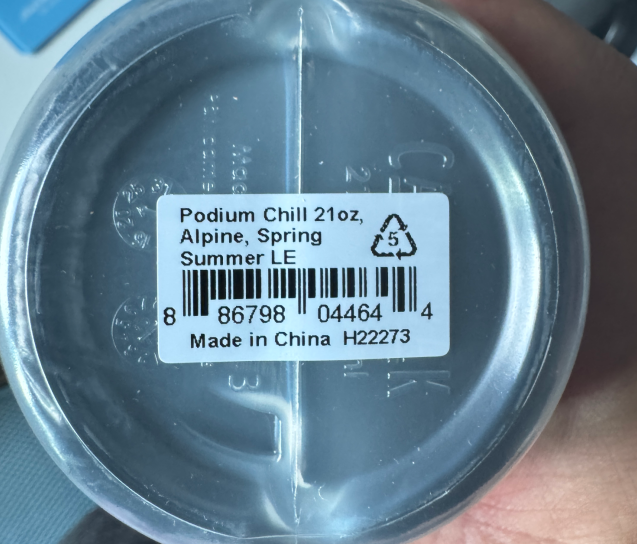 Podium Chill 21oz,
Alpine, Spring
Summer LE
5
8 86798 04464 4
Made in China H22273